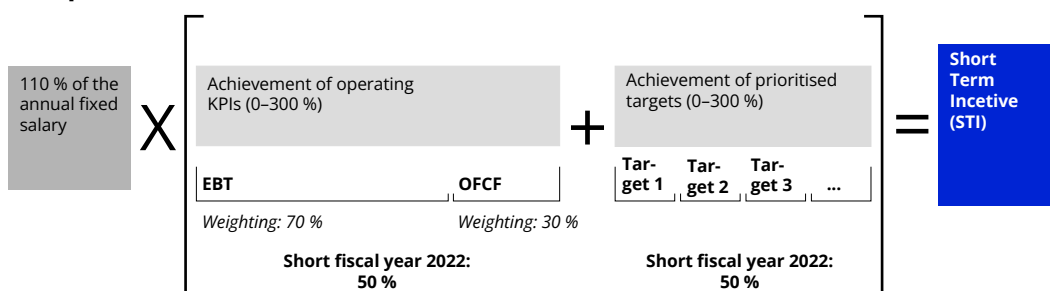 110 % of the
annual fixed
salary
X
Achievement of operating
KPIs (0–300 %)
EBT
OFCF
Weighting: 70 %
Weighting: 30 %
Short fiscal year 2022:
50 %
+
Achievement of prioritised
targets (0–300 %)
Tar-
get 1
Tar-
get 2
Tar-
get 3
...
Short fiscal year 2022:
50 %
=
Short
Term
Incetive
(STI)